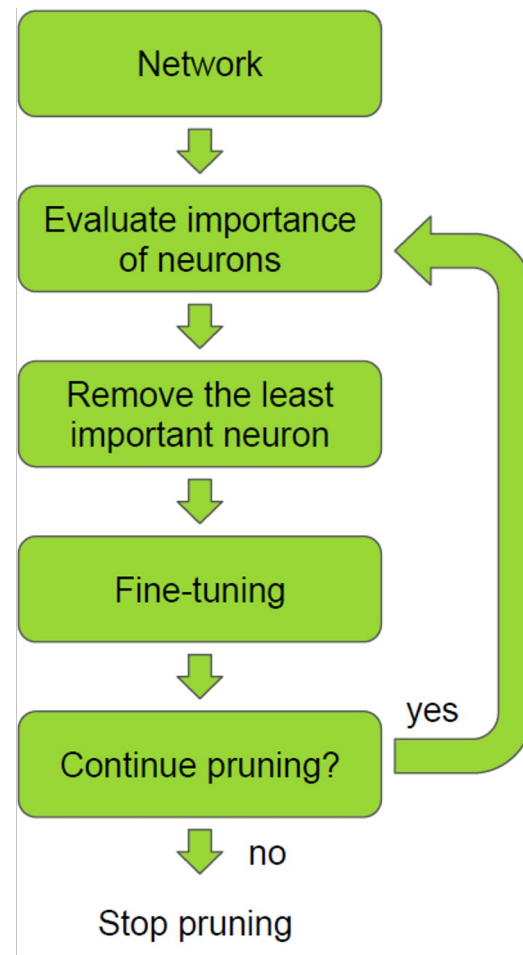 Network
Evaluate importance
of neurons
Remove the least
important neuron
Fine-tuning
Continue pruning?
yes
no
Stop pruning